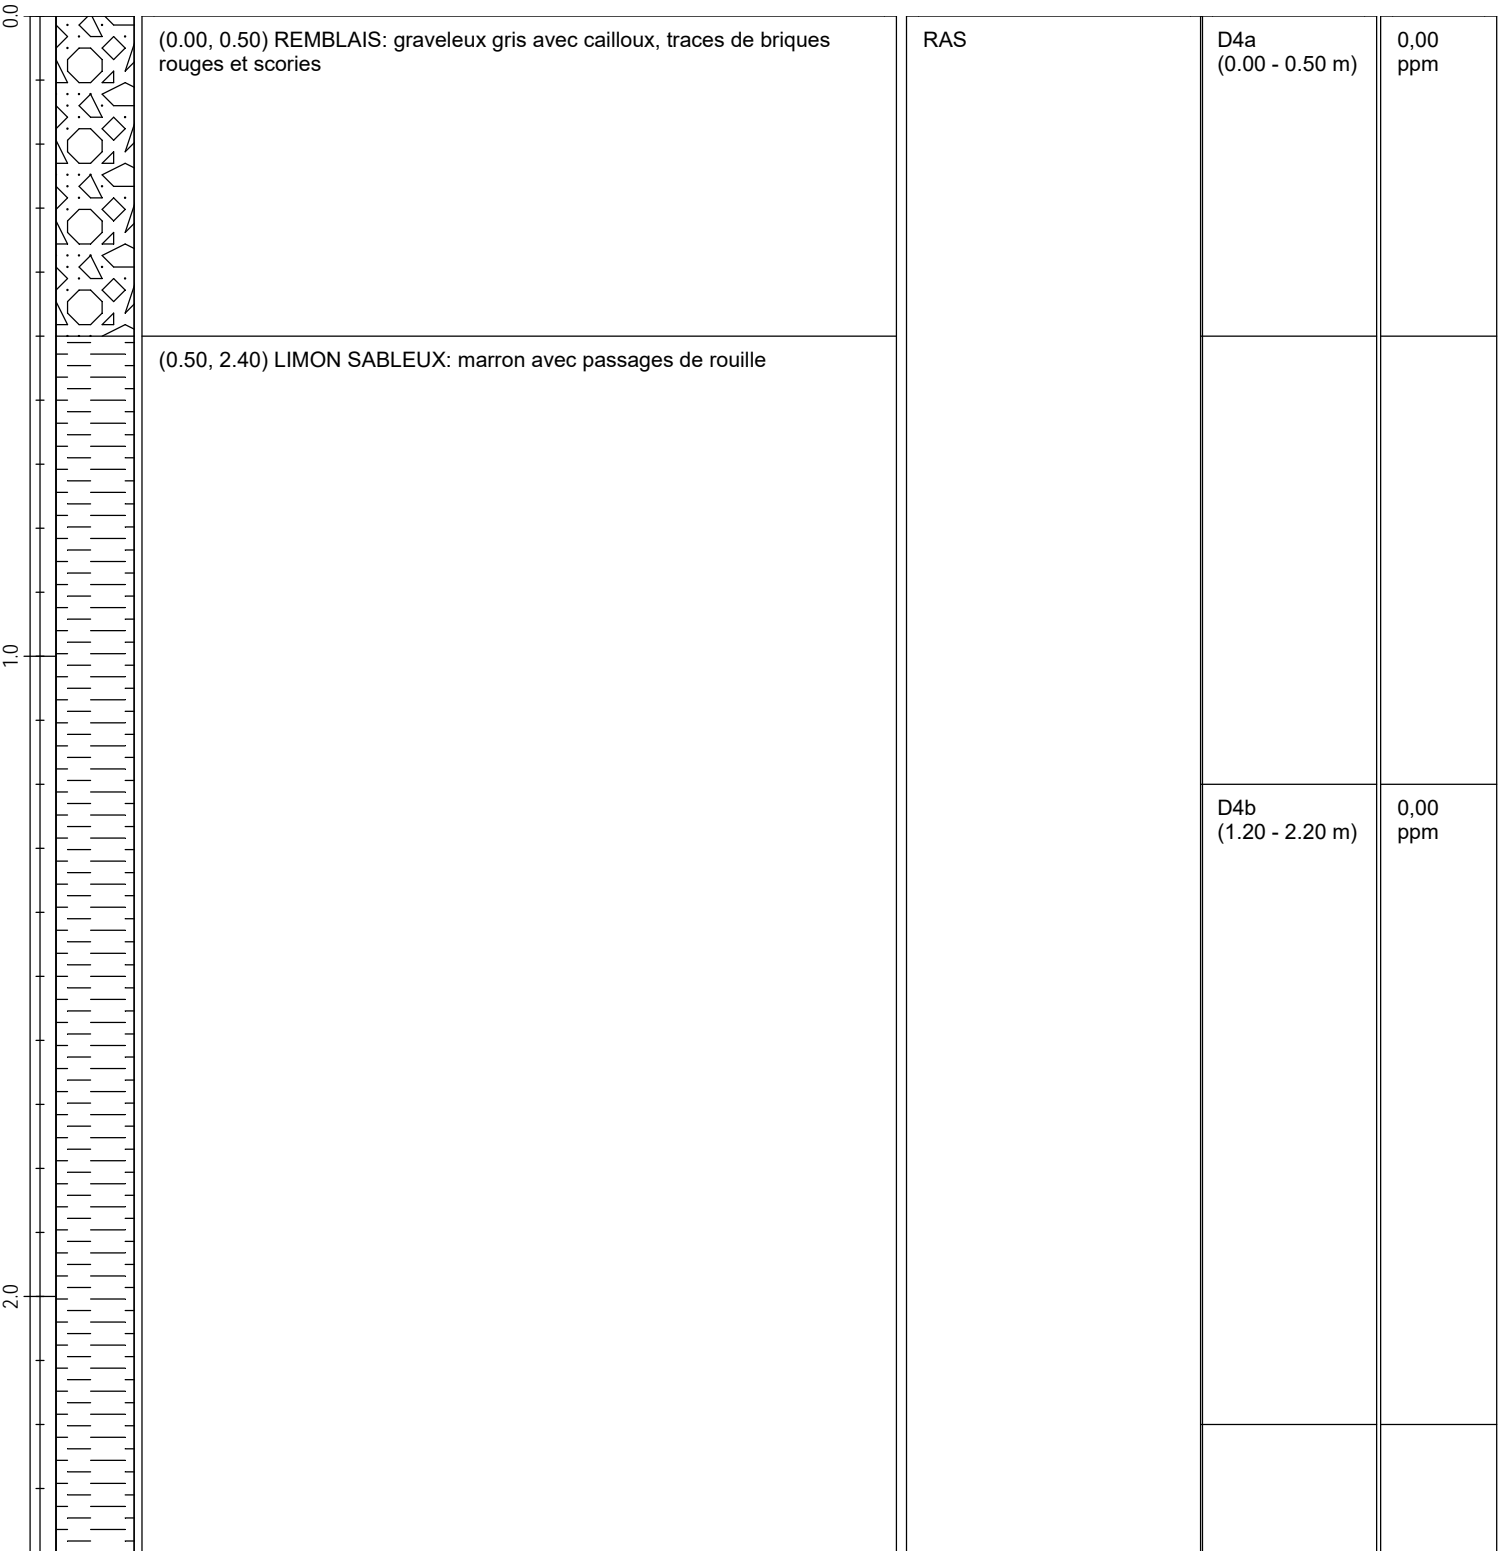 0.0
(0.00, 0.50) REMBLAIS: graveleux gris avec cailloux, traces de briques
rouges et scories
RAS
D4a
(0.00 - 0.50 m)
0,00
ppm
(0.50, 2.40) LIMON SABLEUX: marron avec passages de rouille
1.0
D4b
(1.20 - 2.20 m)
0,00
ppm
2.0